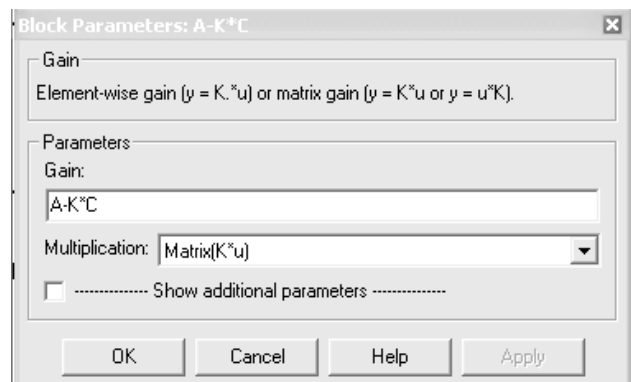 Block Parameters: A-K*C
Gain
Element-wise gain (y = K.*u) or matrix gain (y = K*u or y = u*K).
Parameters
Gain:
A-K*C
Multiplication: Matrix(K*u)
-------------- Show additional parameters --------------
OK Cancel Help Apply